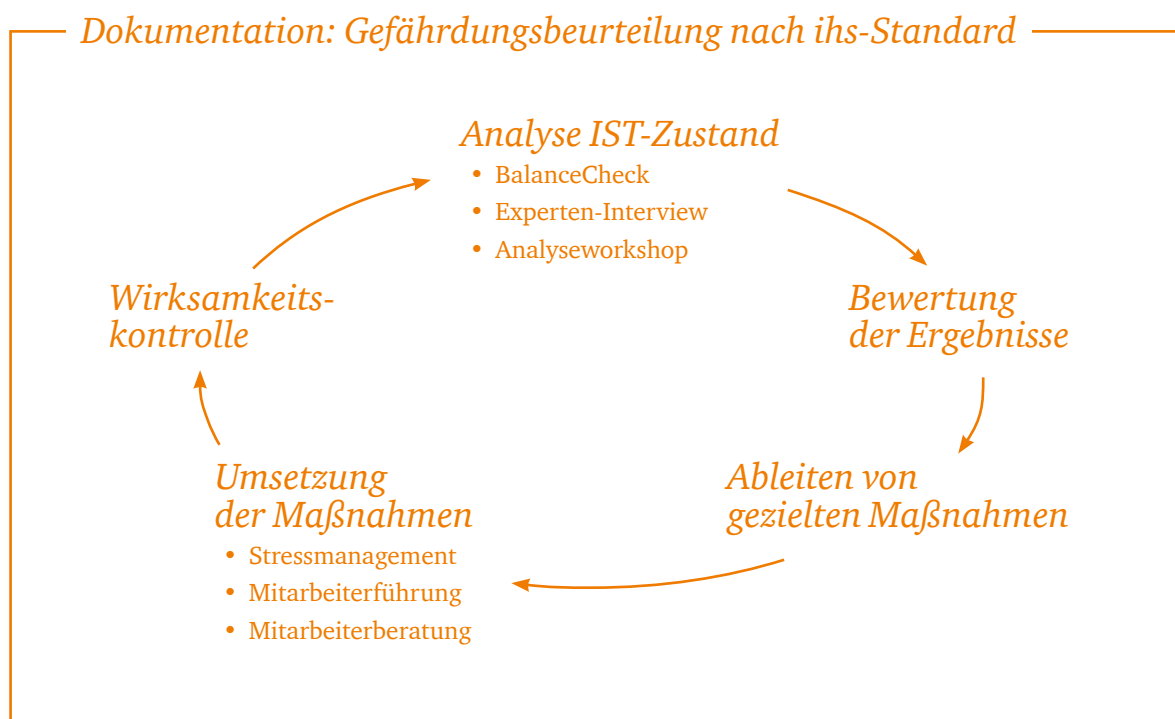 Dokumentation: Gefährdungsbeurteilung nach ihs-Standard
Analyse IST-Zustand
• BalanceCheck
• Experten-Interview
• Analyseworkshop
Bewertung
der Ergebnisse
Ableiten von
gezielten Maßnahmen
Umsetzung
der Maßnahmen
• Stressmanagement
• Mitarbeiterführung
• Mitarbeiterberatung
Wirksamkeits-
kontrolle